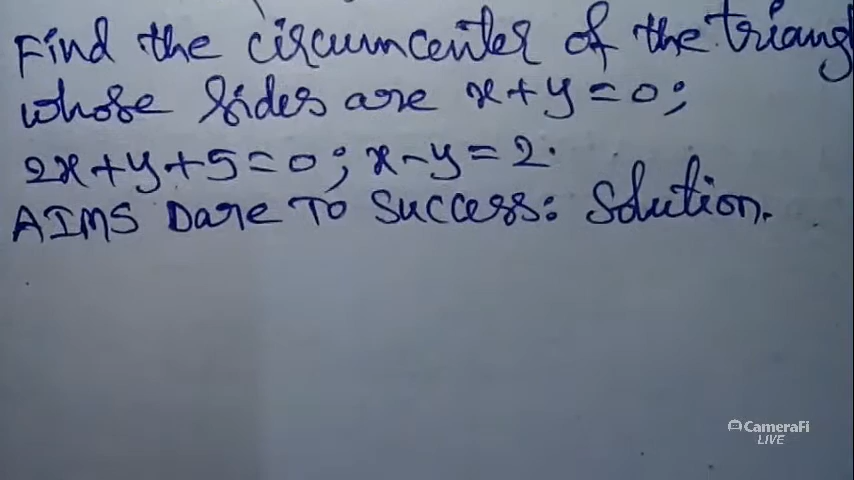 Find the circumcenter of the triangl
whose sides are x+y=0;
2x+y+5=0; x-y=2.
AIMS Dare To Success: Solution.
CameraFi
LIVE